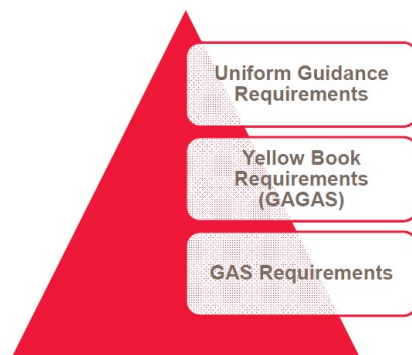 Uniform Guidance
Requirements
Yellow Book
Requirements
(GAGAS)
GAS Requirements